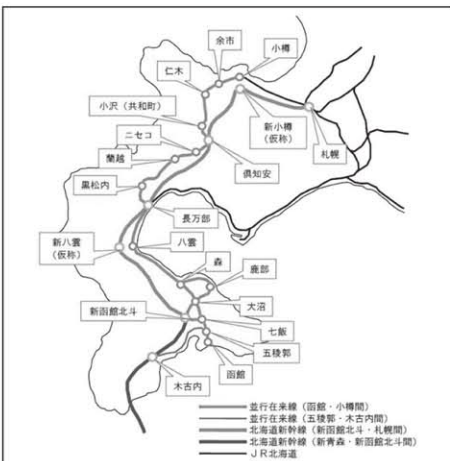 余市
小樽
仁木
小沢（共和町）
ニセコ
蘭越
黒松内
新小樽
（仮称）
札幌
倶知安
長万部
新八雲
（仮称）
八雲
森
鹿部
新函館北斗
大沼
七飯
五稜郭
函館
木古内
並行在来線（函館・小樽間）
並行在来線（五稜郭・木古内間）
北海道新幹線（新函館北斗・札幌間）
北海道新幹線（新青森・新函館北斗間）
ＪＲ北海道